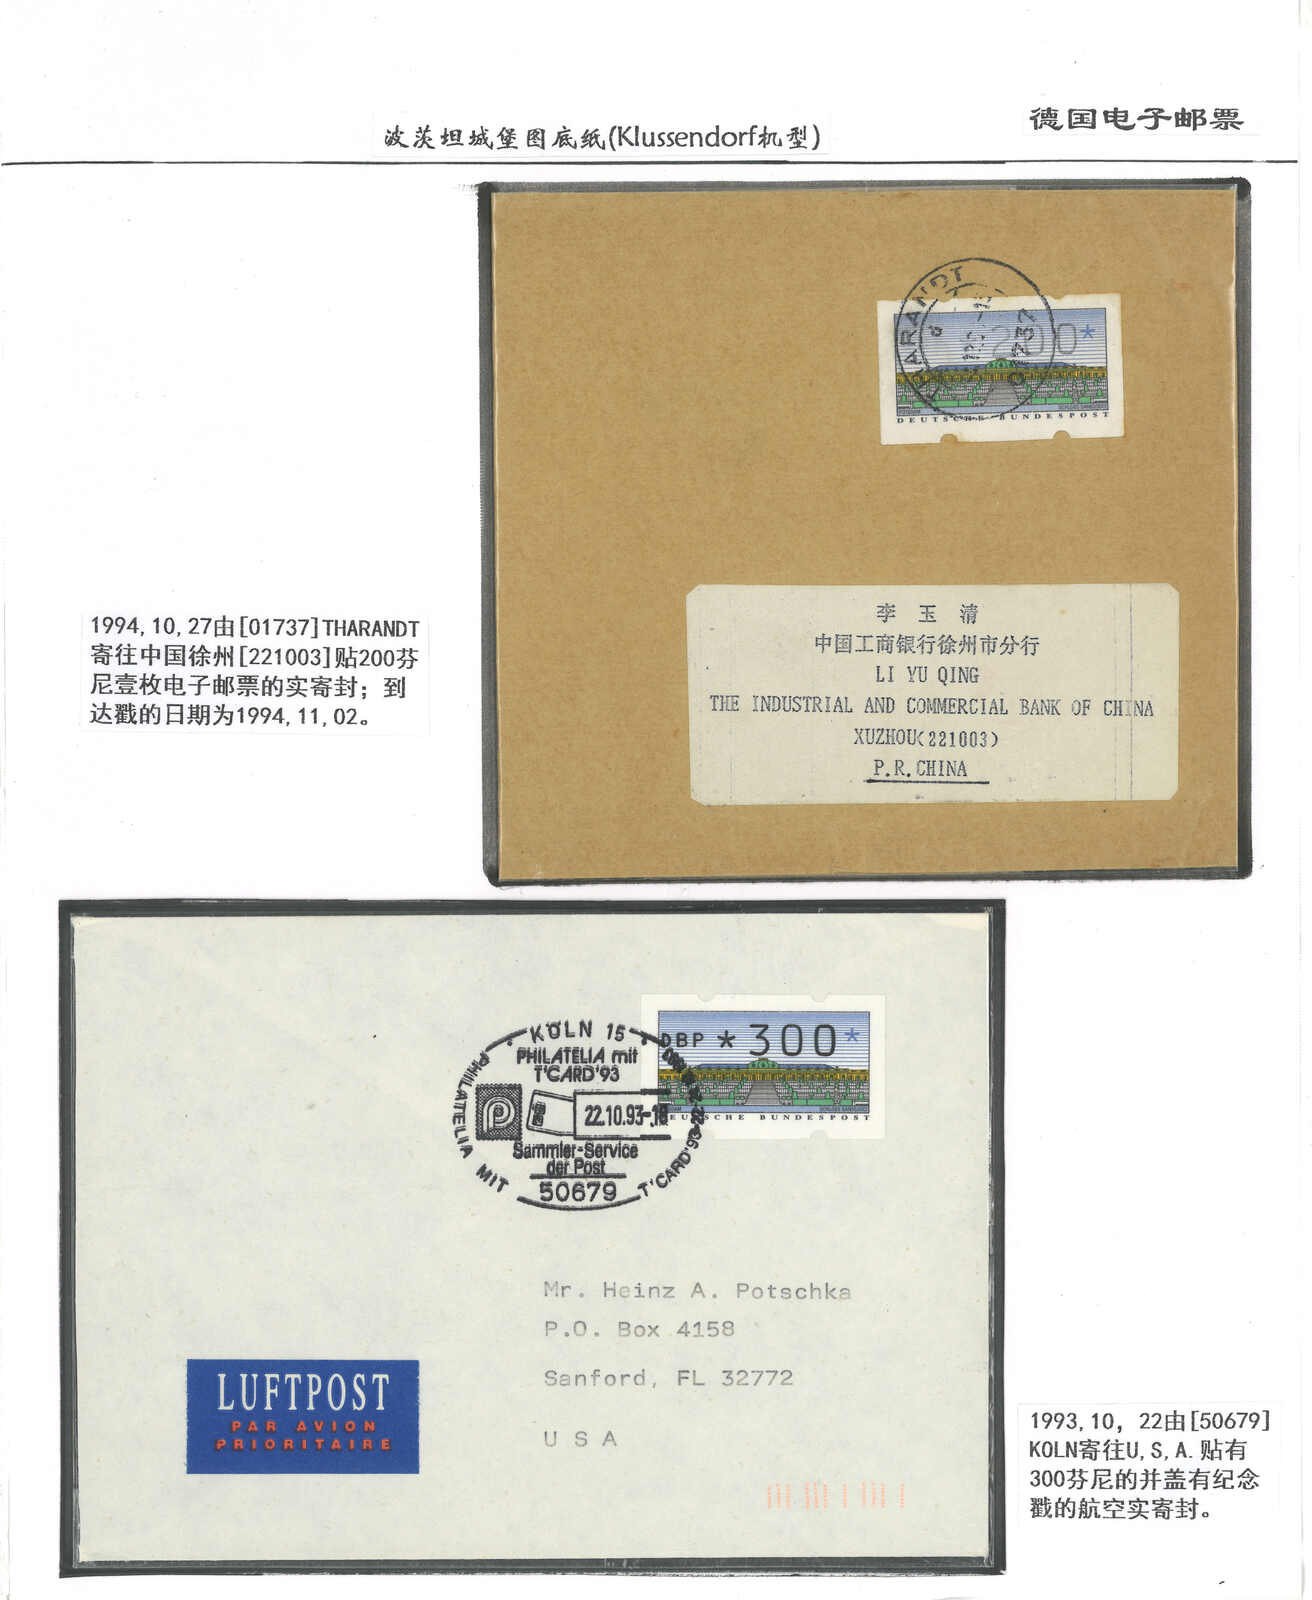 德国电子邮票
波茨坦城堡图底纸(Klussendorf机型)
THARANDT
d
01737
200*
DEUTSCHE BUNDESPOST
李 玉 清
中国工商银行徐州市分行
LI YU QING
THE INDUSTRIAL AND COMMERCIAL BANK OF CHINA
XUZHOU(221003)
P.R.CHINA
1994,10,27由[01737]THARANDT
寄往中国徐州[221003]贴200芬
尼壹枚电子邮票的实寄封；到
达戳的日期为1994,11,02。
DBP *300*
DEUTSCHE BUNDESPOST
KÖLN 15
PHILATELIA mit
T'CARD'93
22.10.93-18
Sammler-Service
der Post
50679
PHILATELIA MIT
T'CARD'93
Mr. Heinz A. Potschka
P.O. Box 4158
Sanford, FL 32772
U S A
LUFTPOST
PAR AVION
PRIORITAIRE
1993,10, 22由[50679]
KOLN寄往U,S,A.贴有
300芬尼的并盖有纪念
戳的航空实寄封。